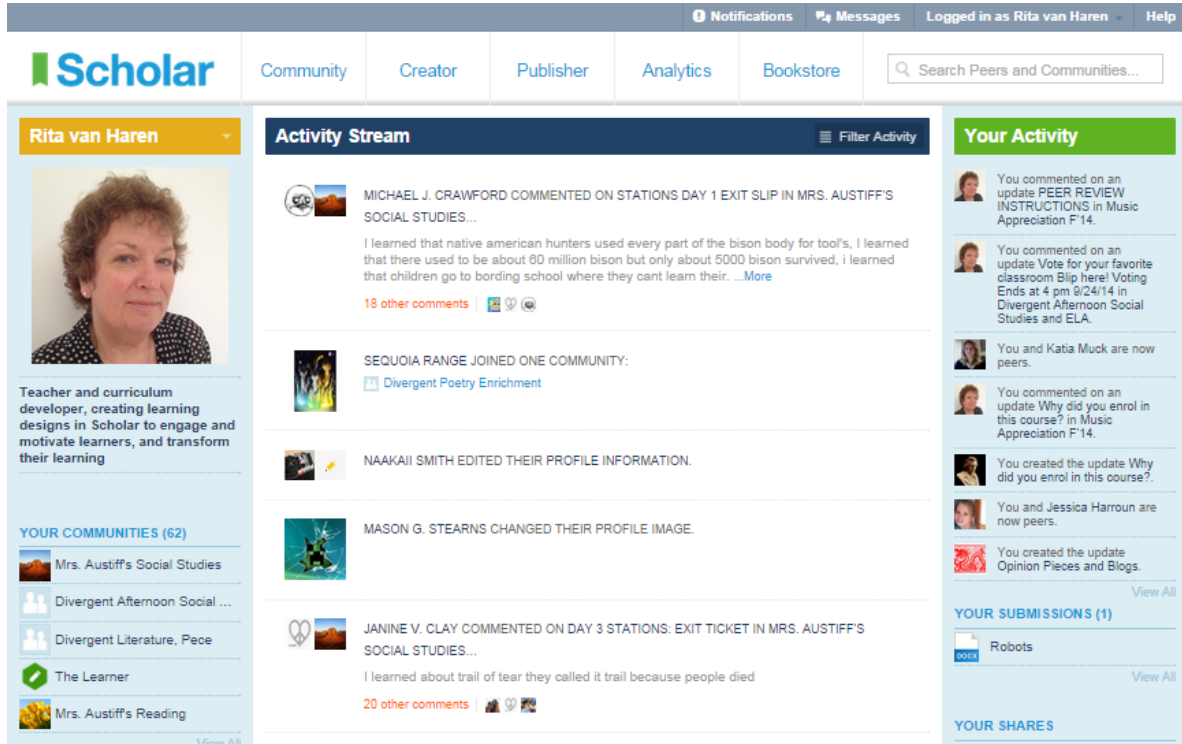 Notifications
Messages
Logged in as Rita van Haren
Help
Scholar
Community
Creator
Publisher
Analytics
Bookstore
Search Peers and Communities...
Rita van Haren
Teacher and curriculum
developer, creating learning
designs in Scholar to engage and
motivate learners, and transform
their learning
YOUR COMMUNITIES (62)
Mrs. Austiff's Social Studies
Divergent Afternoon Social ...
Divergent Literature, Pece
The Learner
Mrs. Austiff's Reading
View All
Activity Stream
Filter Activity
MICHAEL J. CRAWFORD COMMENTED ON STATIONS DAY 1 EXIT SLIP IN MRS. AUSTIFF'S
SOCIAL STUDIES...
I learned that native american hunters used every part of the bison body for tool's, I learned
that there used to be about 60 million bison but only about 5000 bison survived, i learned
that children go to bording school where they cant learn their. ...More
18 other comments
SEQUOIA RANGE JOINED ONE COMMUNITY:
Divergent Poetry Enrichment
NAAKAII SMITH EDITED THEIR PROFILE INFORMATION.
MASON G. STEARNS CHANGED THEIR PROFILE IMAGE.
JANINE V. CLAY COMMENTED ON DAY 3 STATIONS: EXIT TICKET IN MRS. AUSTIFF'S
SOCIAL STUDIES...
I learned about trail of tear they called it trail because people died
20 other comments
Your Activity
You commented on an
update PEER REVIEW
INSTRUCTIONS in Music
Appreciation F'14.
You commented on an
update Vote for your favorite
classroom Blip here! Voting
Ends at 4 pm 9/24/14 in
Divergent Afternoon Social
Studies and ELA.
You and Katia Muck are now
peers.
You commented on an
update Why did you enrol in
this course? in Music
Appreciation F'14.
You created the update Why
did you enrol in this course?.
You and Jessica Harroun are
now peers.
You created the update
Opinion Pieces and Blogs.
View All
YOUR SUBMISSIONS (1)
DOCX
Robots
View All
YOUR SHARES